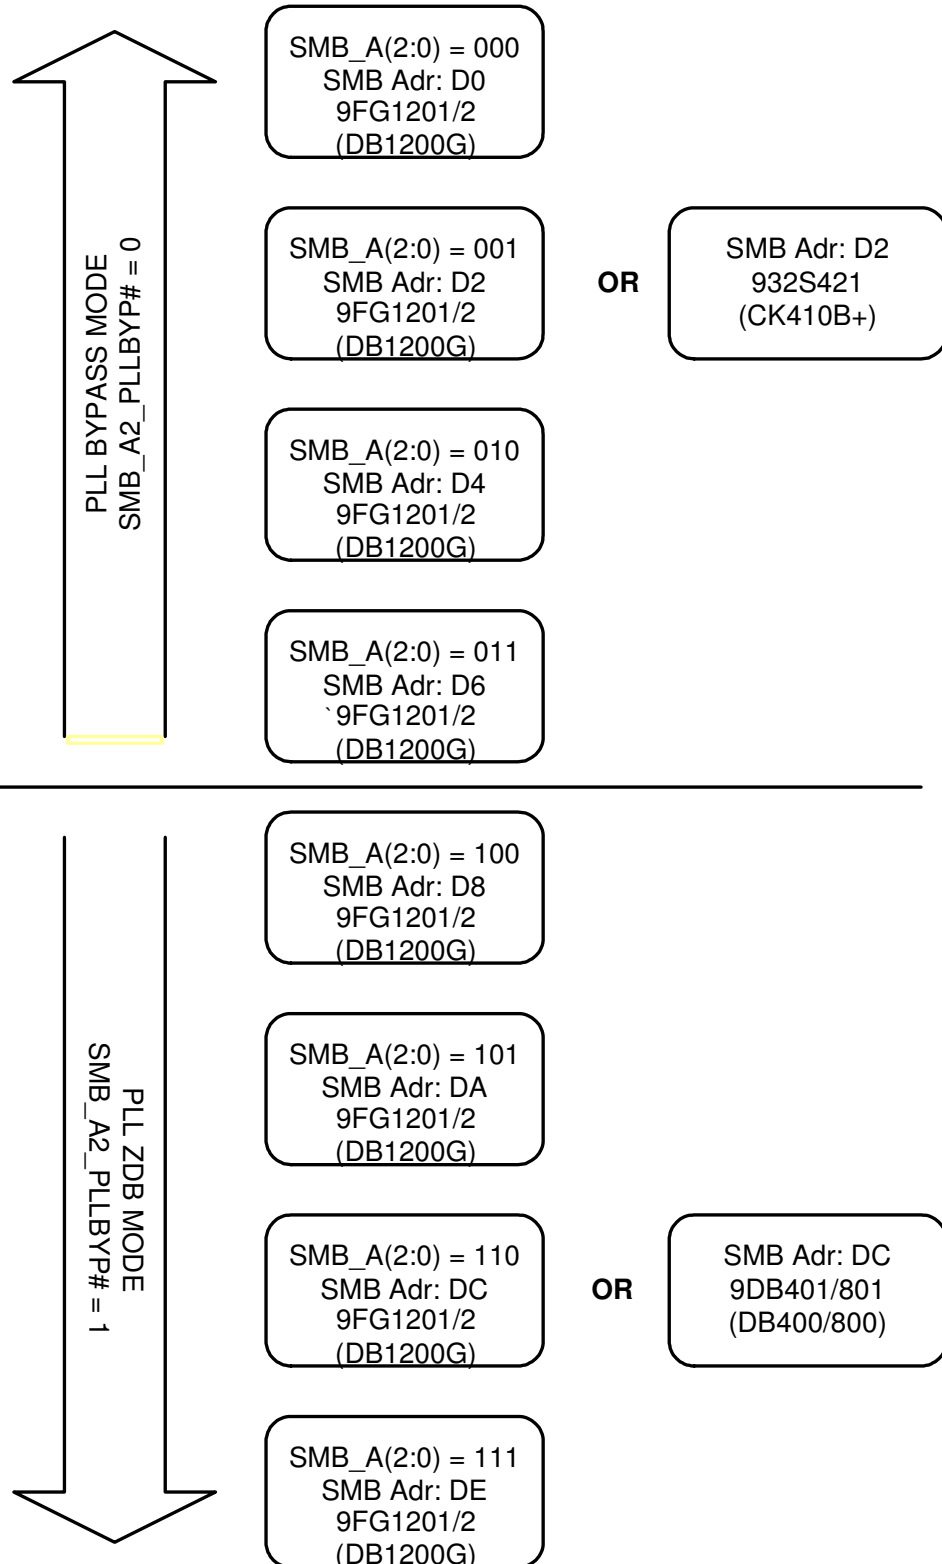 SMB_A(2:0) = 000
SMB Adr: D0
9FG1201/2
(DB1200G)
PLL BYPASS MODE
SMB_A2_PLLBYP# = 0
SMB_A(2:0) = 001
SMB Adr: D2
9FG1201/2
(DB1200G)
OR
SMB Adr: D2
932S421
(CK410B+)
SMB_A(2:0) = 010
SMB Adr: D4
9FG1201/2
(DB1200G)
SMB_A(2:0) = 011
SMB Adr: D6
`9FG1201/2
(DB1200G)
SMB_A(2:0) = 100
SMB Adr: D8
9FG1201/2
(DB1200G)
PLL ZDB MODE
SMB_A2_PLLBYP# = 1
SMB_A(2:0) = 101
SMB Adr: DA
9FG1201/2
(DB1200G)
SMB_A(2:0) = 110
SMB Adr: DC
9FG1201/2
(DB1200G)
OR
SMB Adr: DC
9DB401/801
(DB400/800)
SMB_A(2:0) = 111
SMB Adr: DE
9FG1201/2
(DB1200G)